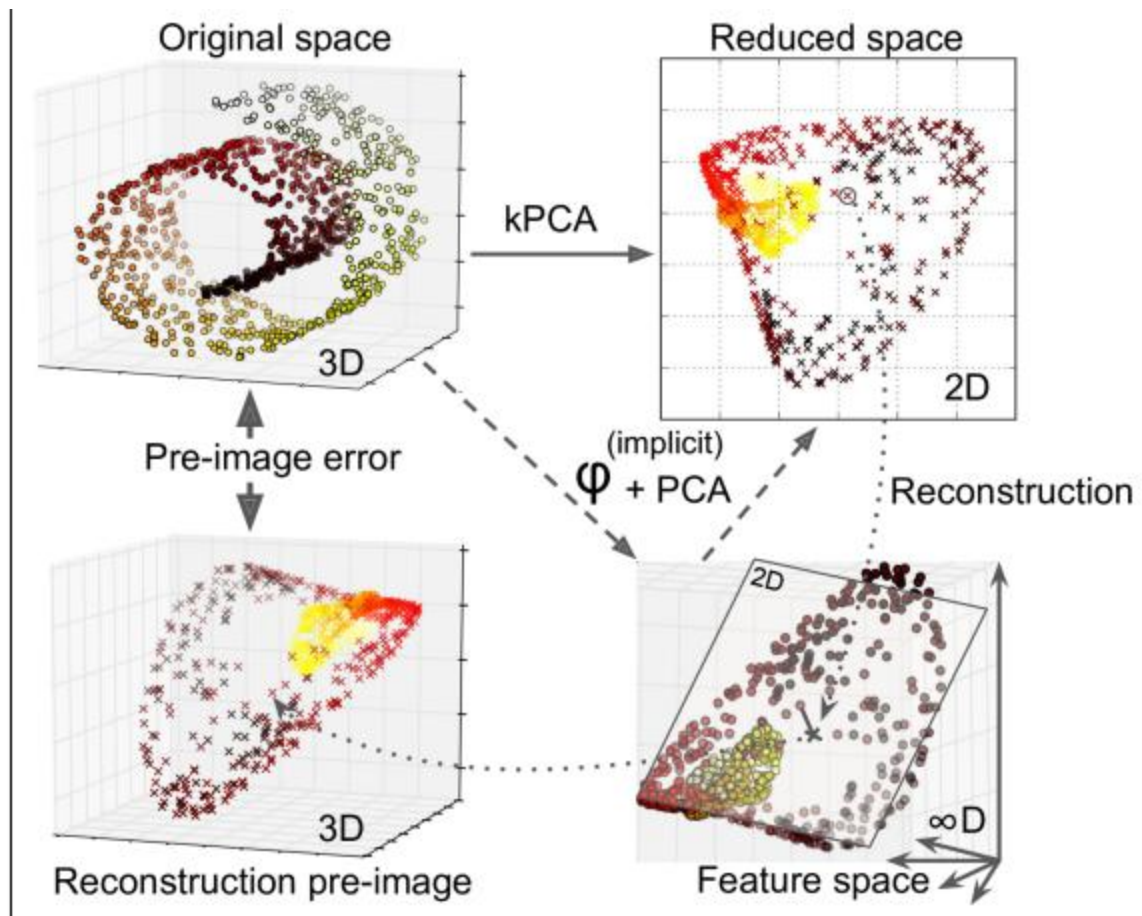 Original space
Reduced space
kPCA
3D
2D
Pre-image error
(implicit)
φ + PCA
Reconstruction
2D
∞D
3D
Reconstruction pre-image
Feature space